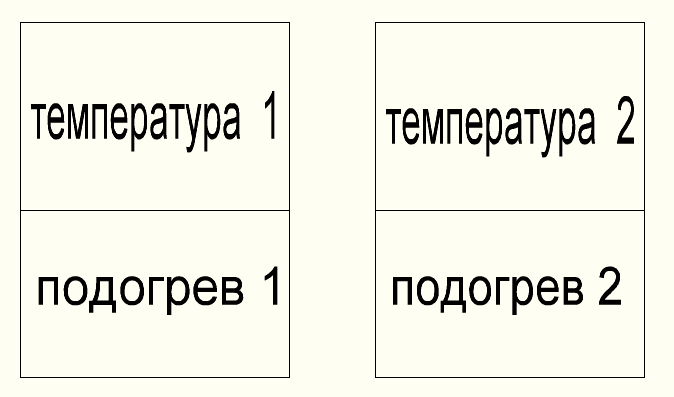 температура 1
подогрев 1
температура 2
подогрев 2